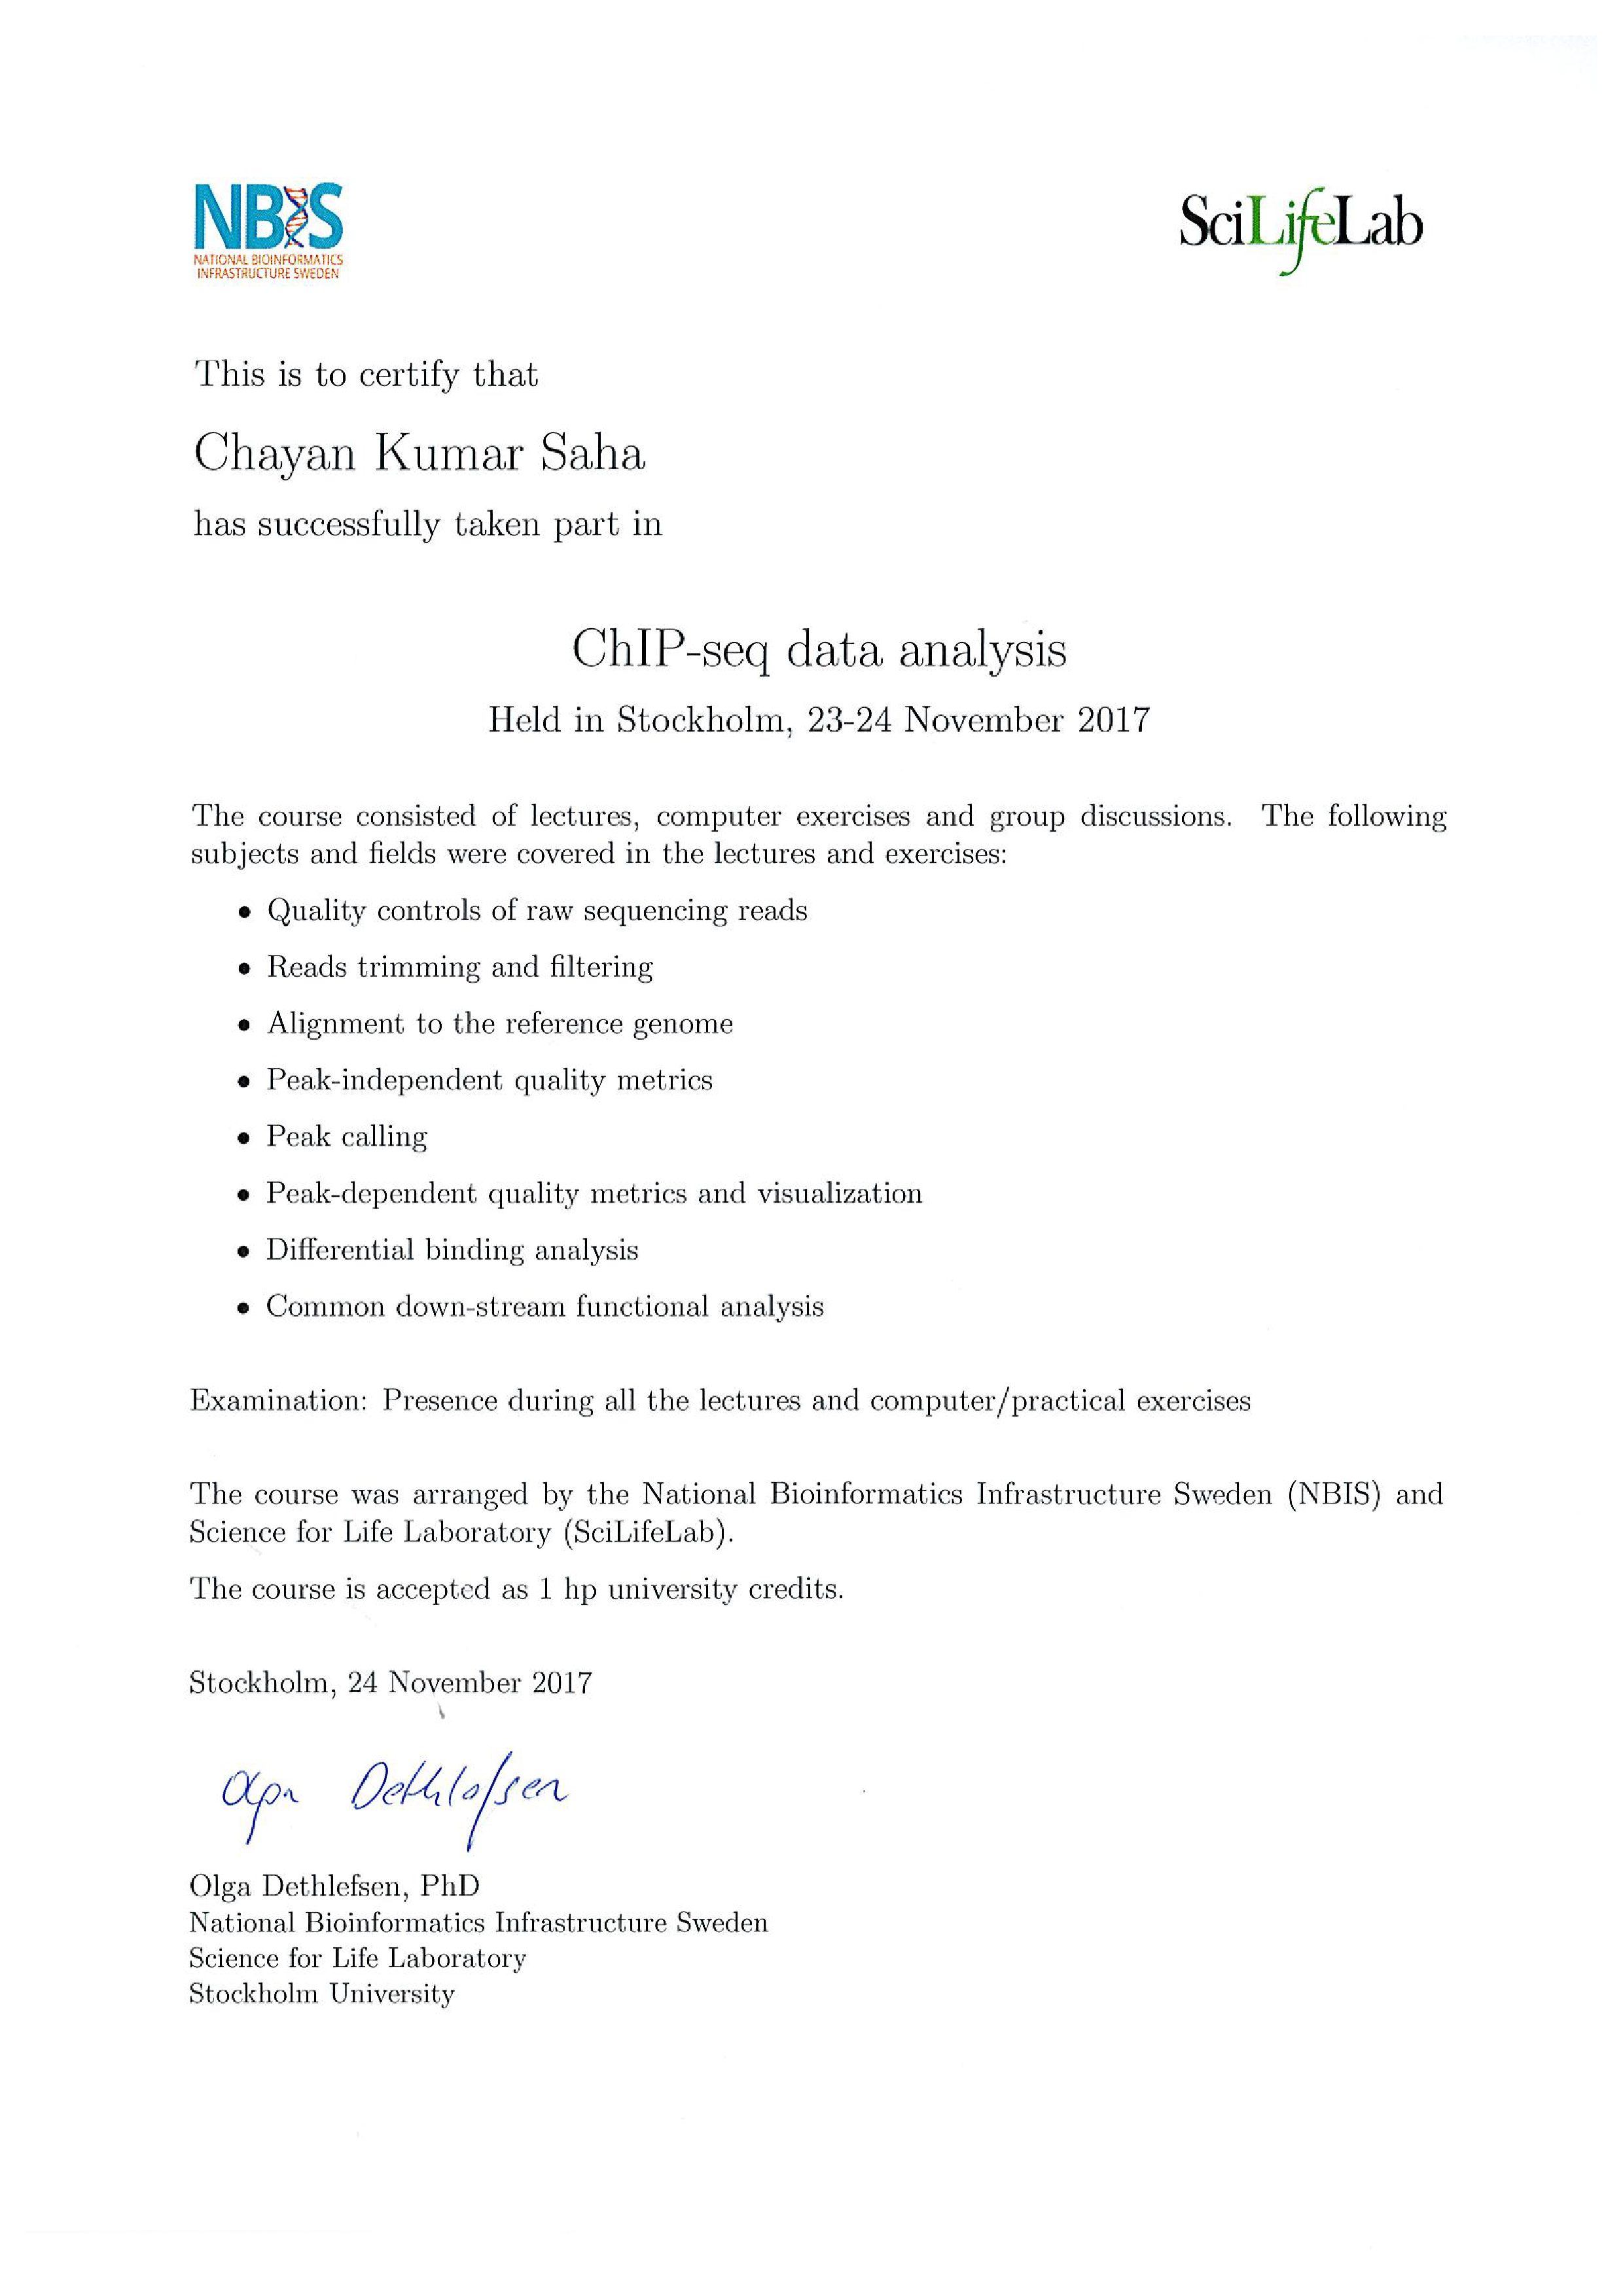 NBIS
NATIONAL BIOINFORMATICS
INFRASTRUCTURE SWEDEN
SciLifeLab
This is to certify that
Chayan Kumar Saha
has successfully taken part in
ChIP-seq data analysis
Held in Stockholm, 23-24 November 2017
The course consisted of lectures, computer exercises and group discussions. The following
subjects and fields were covered in the lectures and exercises:
• Quality controls of raw sequencing reads
• Reads trimming and filtering
• Alignment to the reference genome
• Peak-independent quality metrics
• Peak calling
• Peak-dependent quality metrics and visualization
• Differential binding analysis
• Common down-stream functional analysis
Examination: Presence during all the lectures and computer/practical exercises
The course was arranged by the National Bioinformatics Infrastructure Sweden (NBIS) and
Science for Life Laboratory (SciLifeLab).
The course is accepted as 1 hp university credits.
Stockholm, 24 November 2017
Olga Dethlefsen
Olga Dethlefsen, PhD
National Bioinformatics Infrastructure Sweden
Science for Life Laboratory
Stockholm University